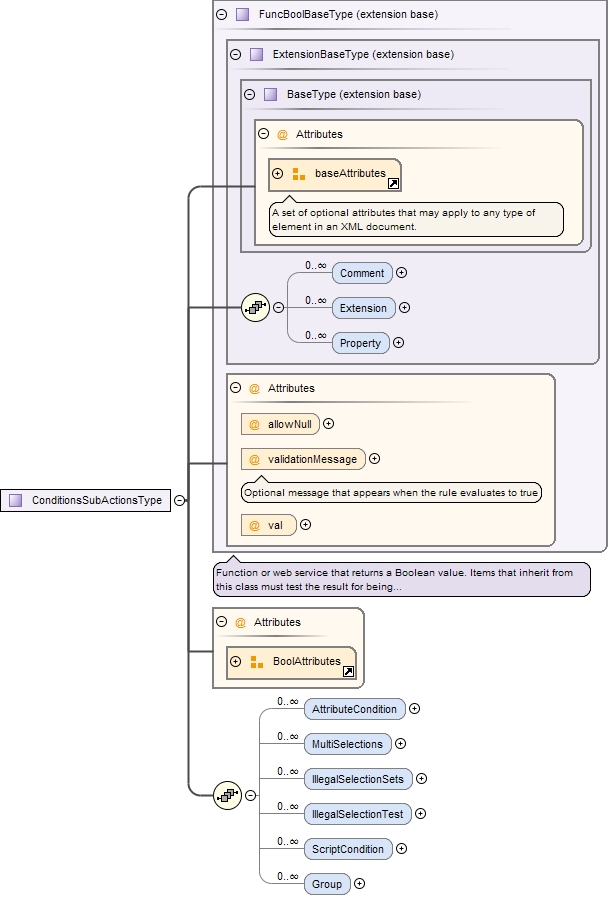 FuncBoolBaseType (extension base)
ExtensionBaseType (extension base)
BaseType (extension base)
@ Attributes
baseAttributes
A set of optional attributes that may apply to any type of
element in an XML document.
0..∞
Comment
0..∞
Extension
0..∞
Property
@ Attributes
@ allowNull
@ validationMessage
Optional message that appears when the rule evaluates to true
@ val
ConditionsSubActionsType
Function or web service that returns a Boolean value. Items that inherit from
this class must test the result for being...
@ Attributes
BoolAttributes
0..∞
AttributeCondition
0..∞
MultiSelections
0..∞
IllegalSelectionSets
0..∞
IllegalSelectionTest
0..∞
ScriptCondition
0..∞
Group